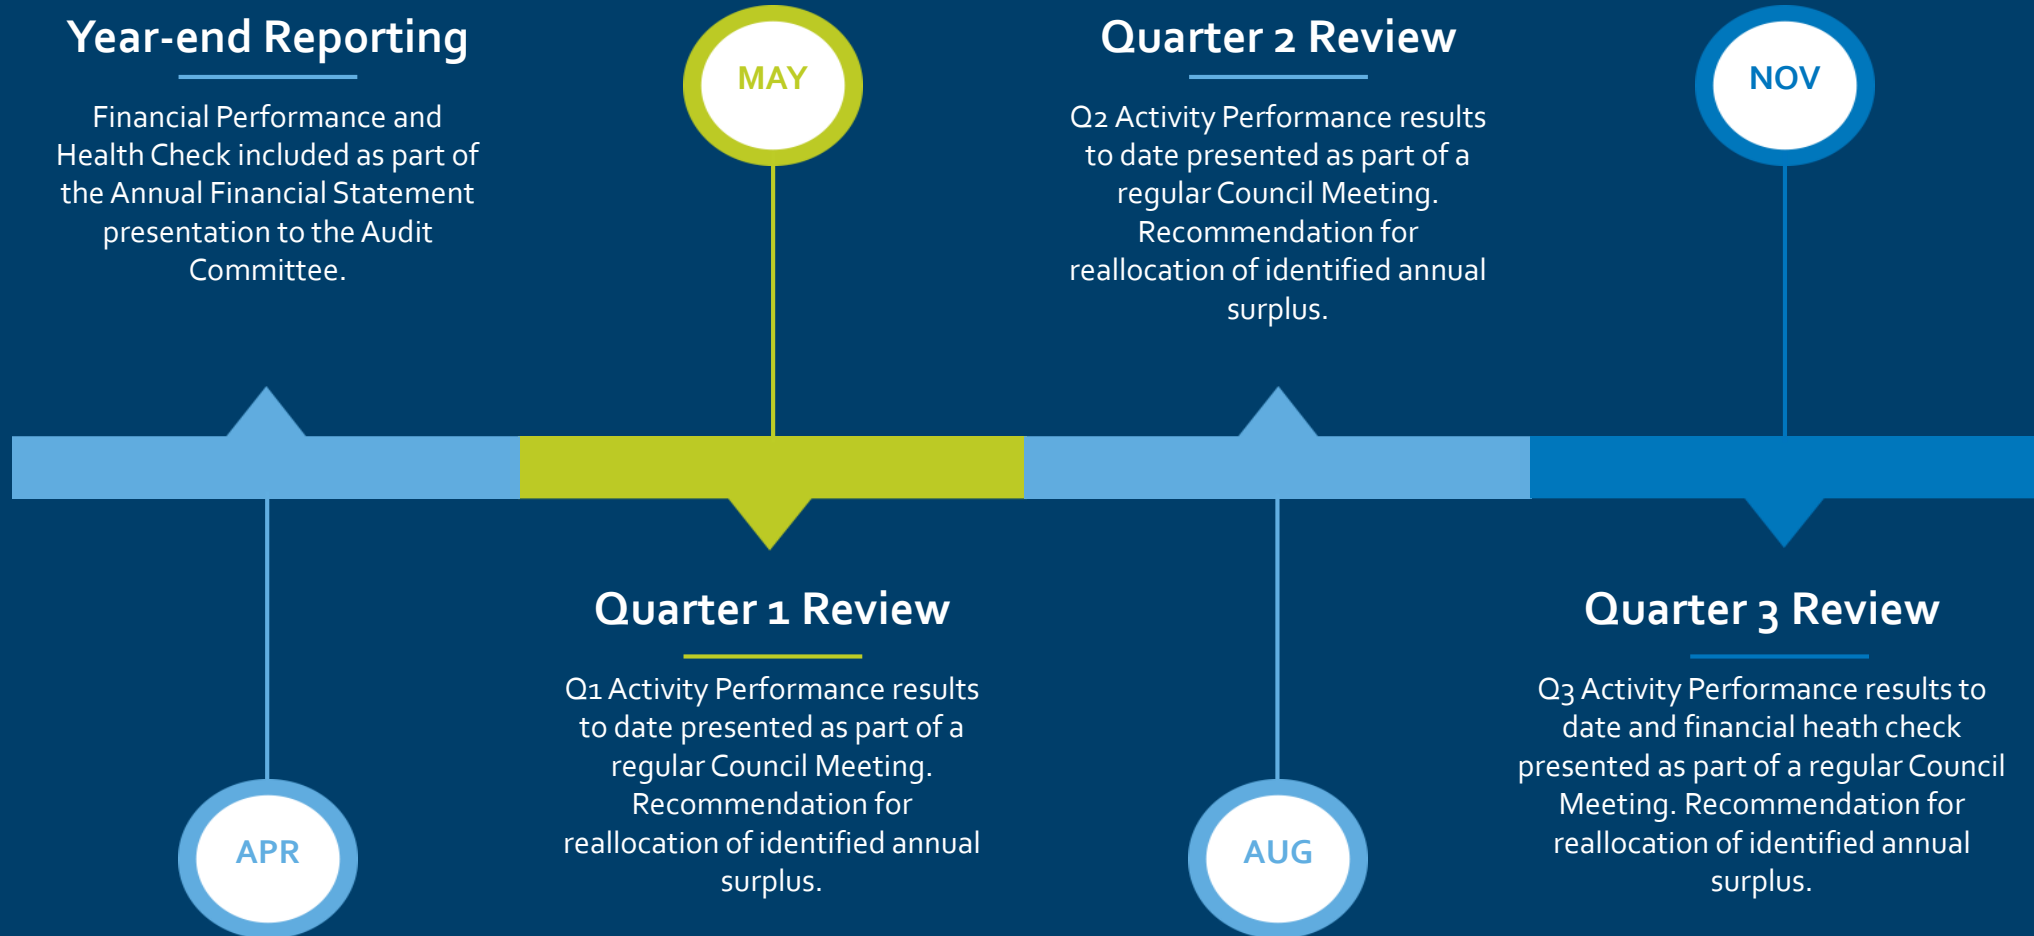 Year-end Reporting
Financial Performance and
Health Check included as part of
the Annual Financial Statement
presentation to the Audit
Committee.
APR
MAY
Quarter 1 Review
Q1 Activity Performance results
to date presented as part of a
regular Council Meeting.
Recommendation for
reallocation of identified annual
surplus.
Quarter 2 Review
Q2 Activity Performance results
to date presented as part of a
regular Council Meeting.
Recommendation for
reallocation of identified annual
surplus.
AUG
NOV
Quarter 3 Review
Q3 Activity Performance results to
date and financial heath check
presented as part of a regular Council
Meeting. Recommendation for
reallocation of identified annual
surplus.